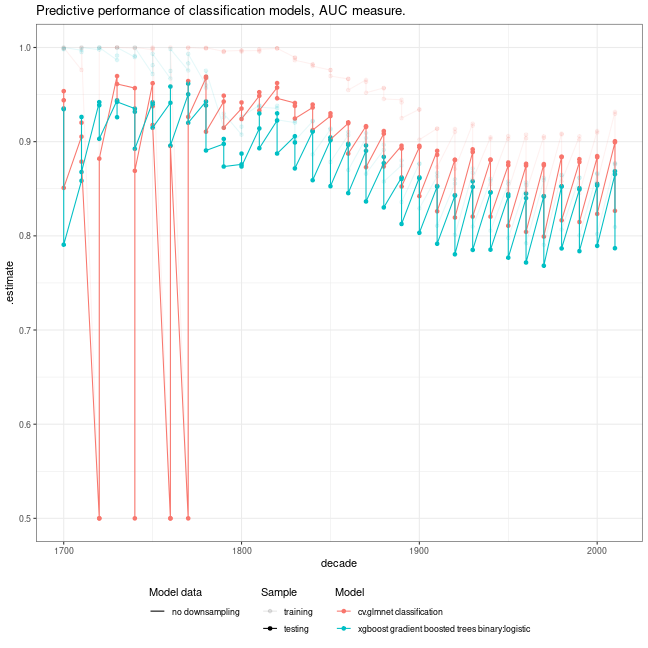 Predictive performance of classification models, AUC measure.
1.0
0.9
0.8
0.7
0.6
0.5
.estimate
1700
1800
1900
2000
decade
Model data
no downsampling
Sample
training
testing
Model
cv.glmnet classification
xgboost gradient boosted trees binary:logistic